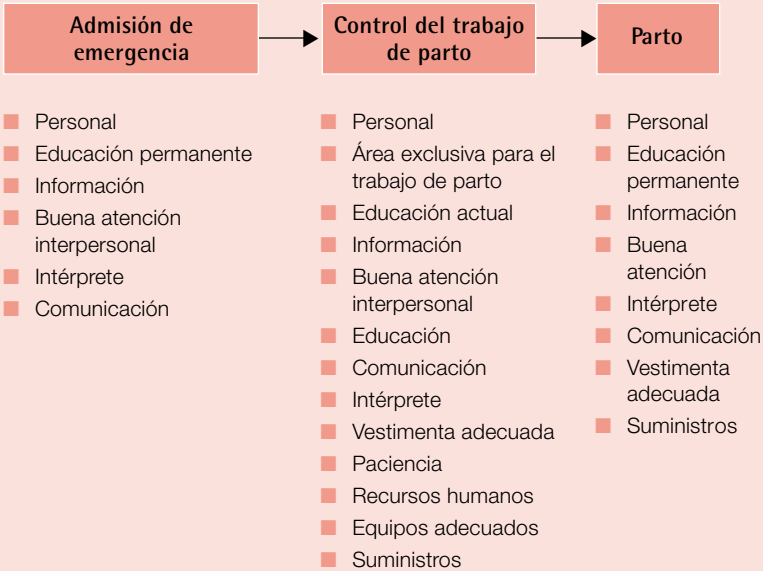 Admisión de
emergencia
Control del trabajo
de parto
Parto
Personal
Educación permanente
Información
Buena atención
interpersonal
Intérprete
Comunicación
Personal
Área exclusiva para el
trabajo de parto
Educación actual
Información
Buena atención
interpersonal
Educación
Comunicación
Intérprete
Vestimenta adecuada
Paciencia
Recursos humanos
Equipos adecuados
Suministros
Personal
Educación
permanente
Información
Buena
atención
Intérprete
Comunicación
Vestimenta
adecuada
Suministros